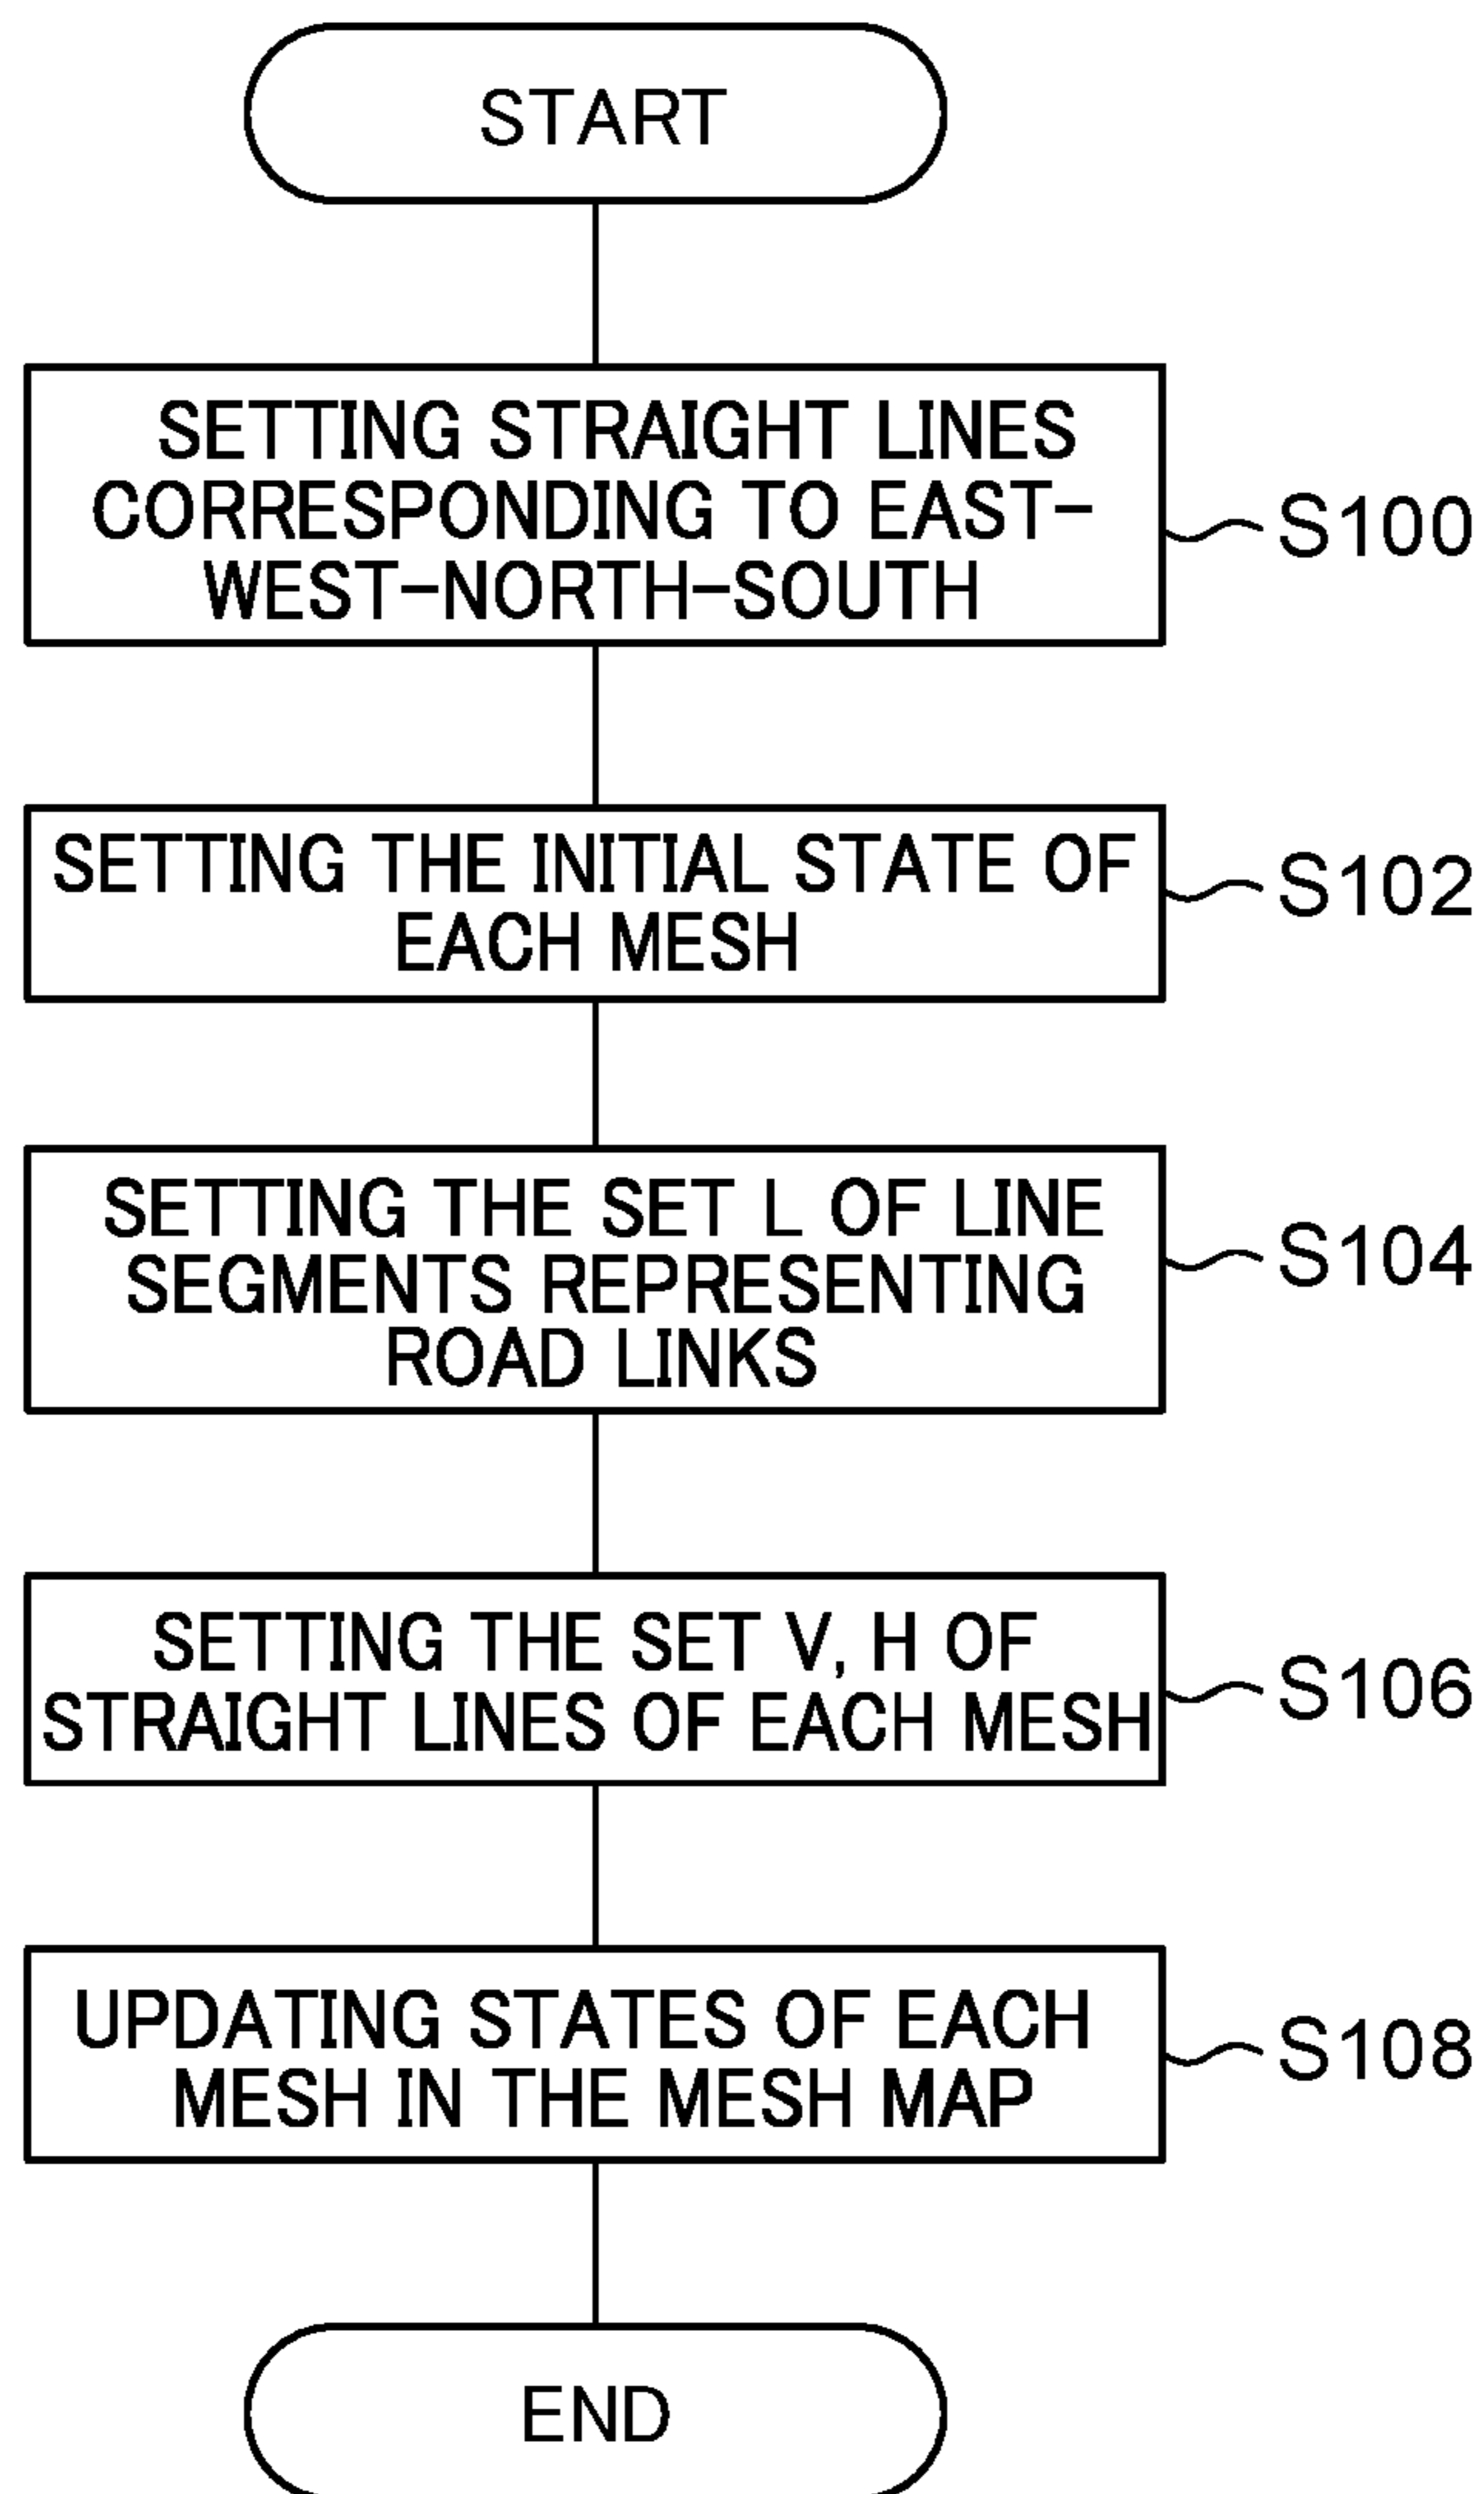 START
SETTING STRAIGHT LINES
CORRESPONDING TO EAST-
WEST-NORTH-SOUTH
S100
SETTING THE INITIAL STATE OF
EACH MESH
S102
SETTING THE SET L OF LINE
SEGMENTS REPRESENTING
ROAD LINKS
S104
SETTING THE SET V, H OF
STRAIGHT LINES OF EACH MESH
S106
UPDATING STATES OF EACH
MESH IN THE MESH MAP
S108
END